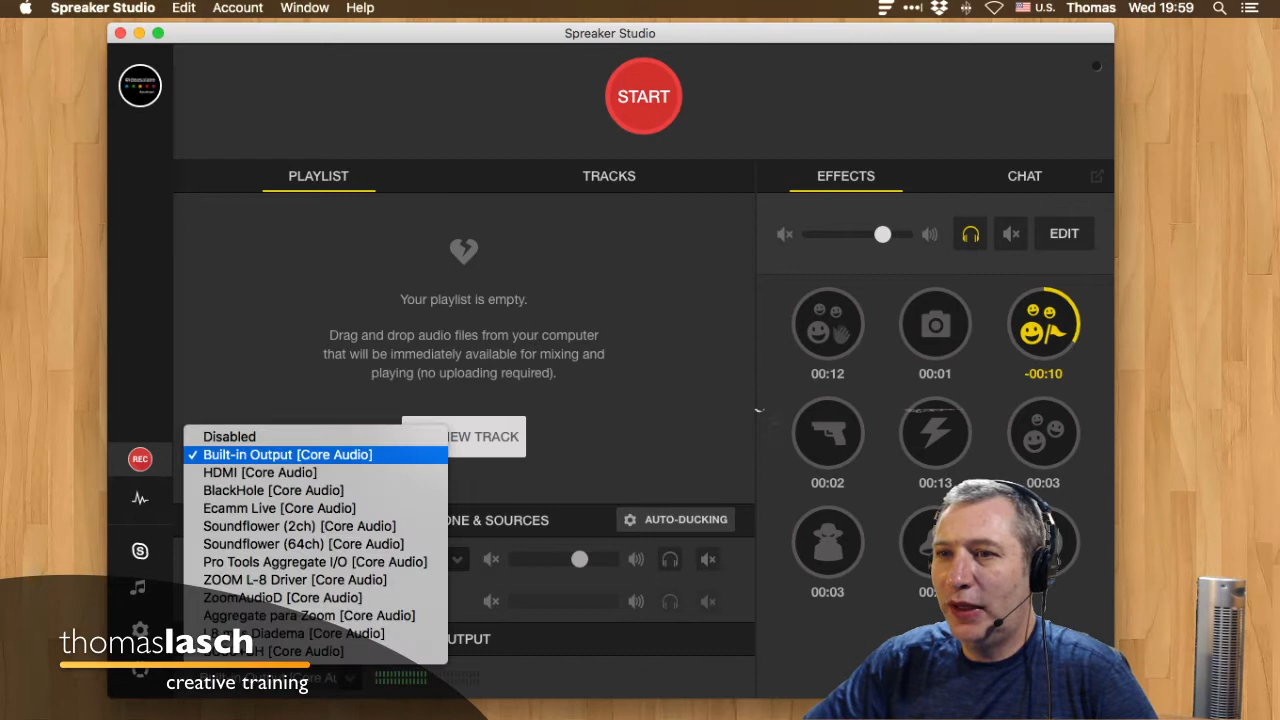 Spreaker Studio Edit Account Window Help U.S. Thomas Wed 19:59
Spreaker Studio
START
PLAYLIST TRACKS EFFECTS CHAT
EDIT
Your playlist is empty.
Drag and drop audio files from your computer
that will be immediately available for mixing and
playing (no uploading required).
00:12 00:01 -00:10
EW TRACK
Disabled
Built-in Output [Core Audio]
HDMI [Core Audio]
BlackHole [Core Audio]
Ecamm Live [Core Audio]
Soundflower (2ch) [Core Audio]
Soundflower (64ch) [Core Audio]
Pro Tools Aggregate I/O [Core Audio]
ZOOM L-8 Driver [Core Audio]
ZoomAudioD [Core Audio]
Aggregate para Zoom [Core Audio]
Diadema [Core Audio]
[Core Audio]
REC
00:02 00:13 00:03
NE & SOURCES AUTO-DUCKING
00:03
UTPUT
thomaslasch
creative training